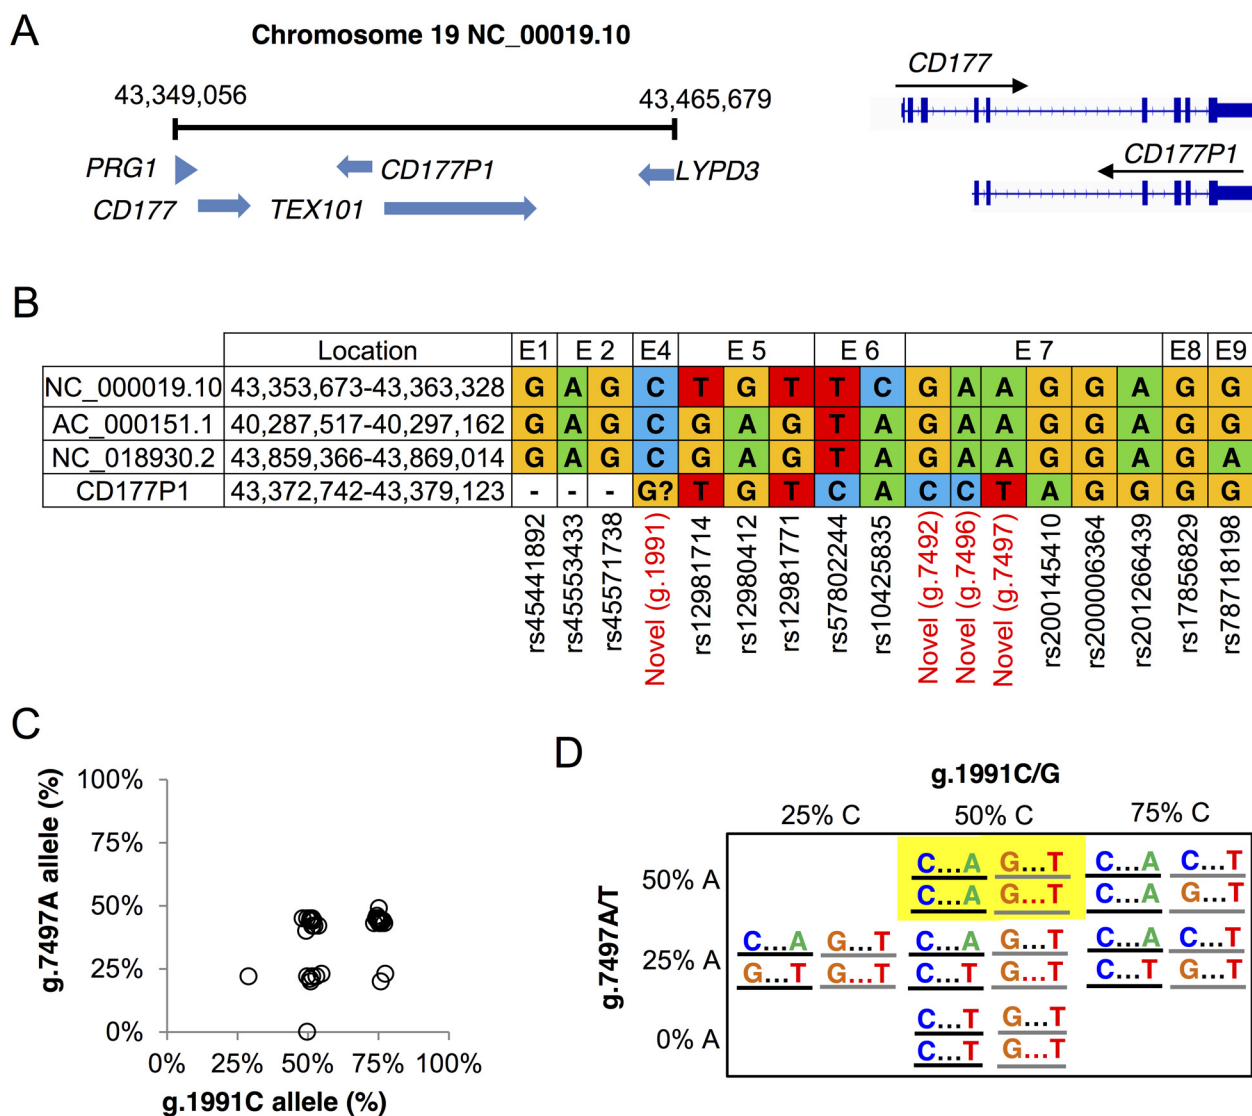 A
Chromosome 19 NC_00019.10
43,349,056
43,465,679
PRG1
CD177P1
LYPD3
CD177
TEX101
CD177
CD177P1
B
Location E1 E 2 E4 E 5 E 6 E 7 E8 E9
NC_000019.10 43,353,673-43,363,328 G A G C T G T T C G A A G G A G G
AC_000151.1 40,287,517-40,297,162 G A G C G A G T A G A A G G A G G
NC_018930.2 43,859,366-43,869,014 G A G C G A G T A G A A G G A G A
CD177P1 43,372,742-43,379,123 - - - G? T G T C A C C T A G G G G
rs45441892
rs45553433
rs45571738
Novel (g.1991)
rs12981714
rs12980412
rs12981771
rs57802244
rs10425835
Novel (g.7492)
Novel (g.7496)
Novel (g.7497)
rs200145410
rs200006364
rs201266439
rs17856829
rs78718198
C
g.7497A allele (%)
100%
75%
50%
25%
0%
0% 25% 50% 75% 100%
g.1991C allele (%)
D
g.1991C/G
25% C 50% C 75% C
g.7497A/T
50% A
C...A G...T C...A C...T
C...A G...T C...A G...T
25% A
C...A G...T C...A G...T C...A C...T
G...T G...T C...T G...T C...T G...T
0% A
C...T G...T
C...T G...T